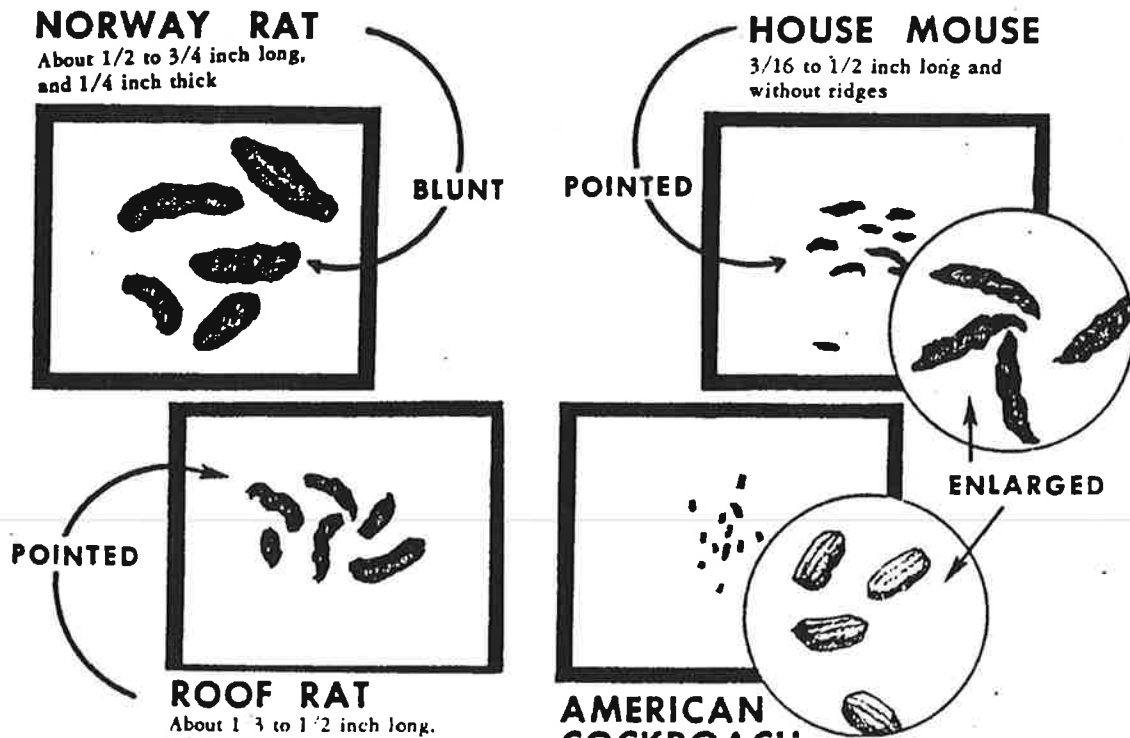 NORWAY RAT
About 1/2 to 3/4 inch long,
and 1/4 inch thick
BLUNT
HOUSE MOUSE
3/16 to 1/2 inch long and
without ridges
POINTED
ENLARGED
POINTED
ROOF RAT
About 1 3 to 1/2 inch long.
AMERICAN
COCKROACH